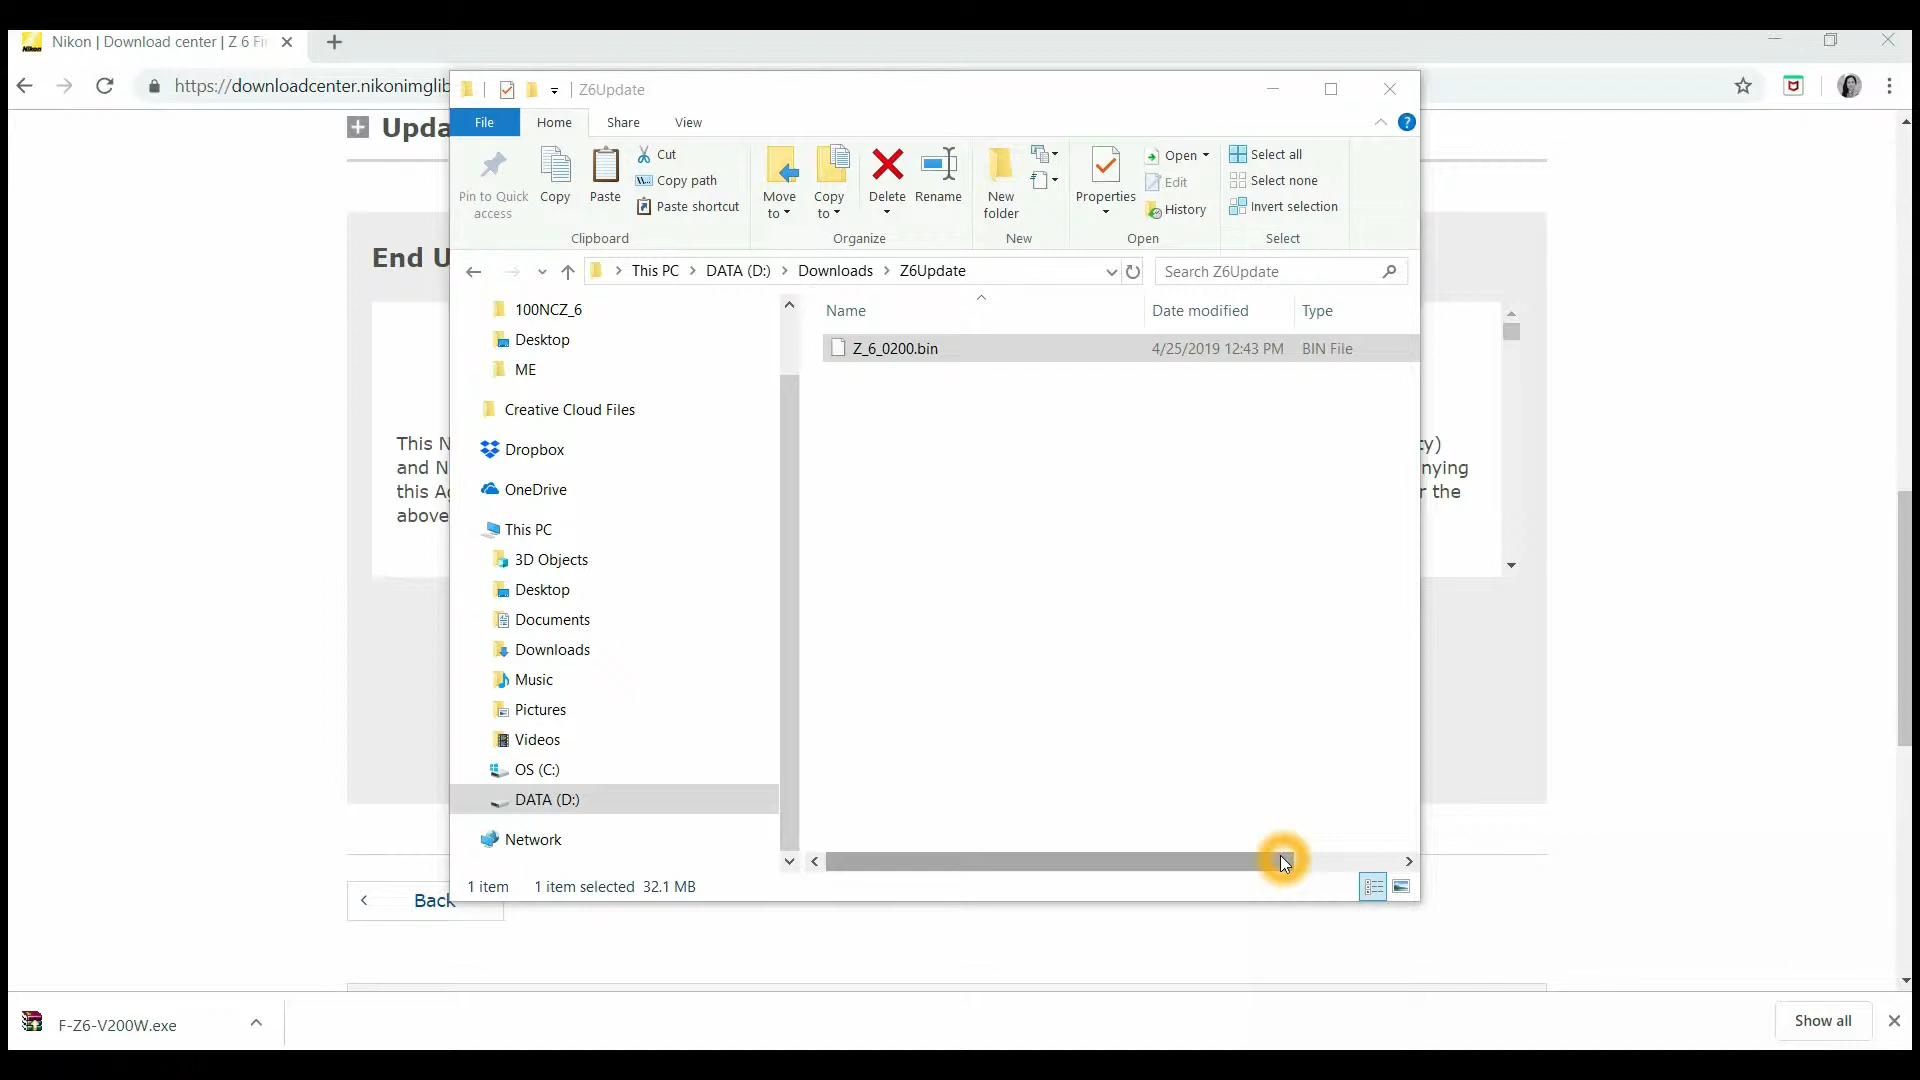 Nikon | Download center | Z 6 Fi
https://downloadcenter.nikonimglib
Upda
End U
This N
and N
this Ag
above
ty)
nying
r the
Back
Z6Update
File Home Share View
Pin to Quick access
Copy
Paste
Cut
Copy path
Paste shortcut
Clipboard
Move to
Copy to
Delete
Rename
Organize
New folder
New
Properties
Open
Edit
History
Open
Select all
Select none
Invert selection
Select
This PC > DATA (D:) > Downloads > Z6Update
Search Z6Update
100NCZ_6
Desktop
ME
Creative Cloud Files
Dropbox
OneDrive
This PC
3D Objects
Desktop
Documents
Downloads
Music
Pictures
Videos
OS (C:)
DATA (D:)
Network
Name Date modified Type
Z_6_0200.bin 4/25/2019 12:43 PM BIN File
1 item 1 item selected 32.1 MB
F-Z6-V200W.exe
Show all